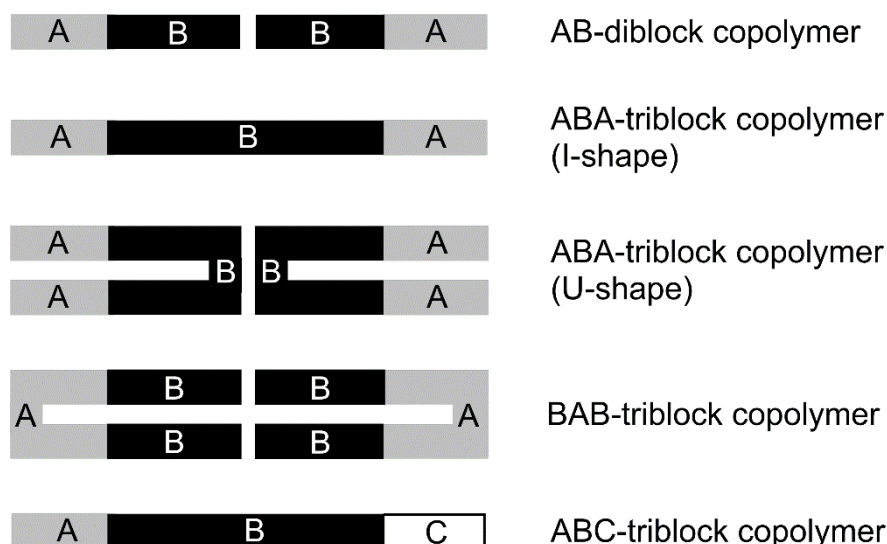 A B B A AB-diblock copolymer
A B A ABA-triblock copolymer
(I-shape)
A A
B B ABA-triblock copolymer
A A (U-shape)
B B
A A BAB-triblock copolymer
B B
A B C ABC-triblock copolymer